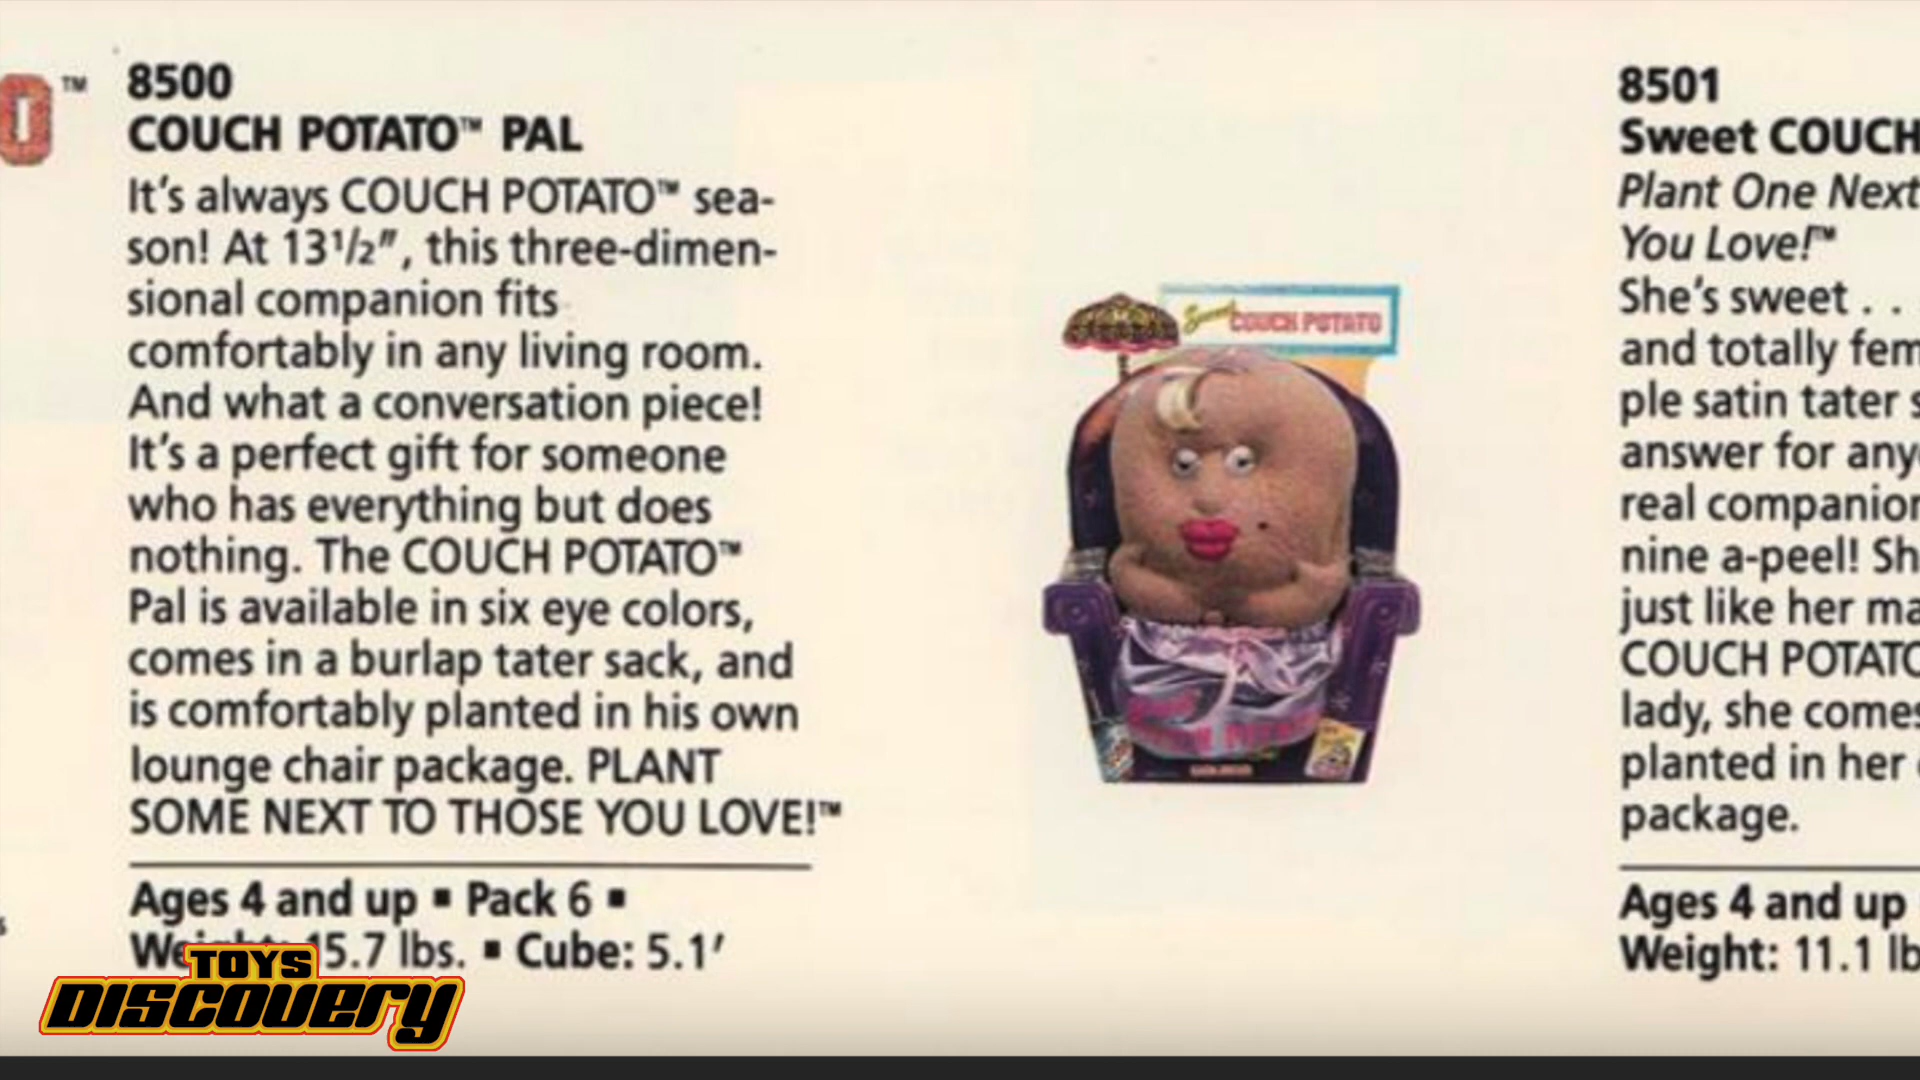 TM
8500
COUCH POTATO™ PAL
It's always COUCH POTATO™ sea-
son! At 13 1/2", this three-dimen-
sional companion fits
comfortably in any living room.
And what a conversation piece!
It's a perfect gift for someone
who has everything but does
nothing. The COUCH POTATO™
Pal is available in six eye colors,
comes in a burlap tater sack, and
is comfortably planted in his own
lounge chair package. PLANT
SOME NEXT TO THOSE YOU LOVE!™
Ages 4 and up ▪ Pack 6 ▪
Weight: 15.7 lbs. ▪ Cube: 5.1'
Sweet COUCH POTATO
8501
Sweet COUCH
Plant One Next
You Love!™
She's sweet . .
and totally fem
ple satin tater s
answer for any
real companion
nine a-peel! Sh
just like her ma
COUCH POTATO
lady, she comes
planted in her
package.
Ages 4 and up
Weight: 11.1 lb
TOYS
DISCOVERY